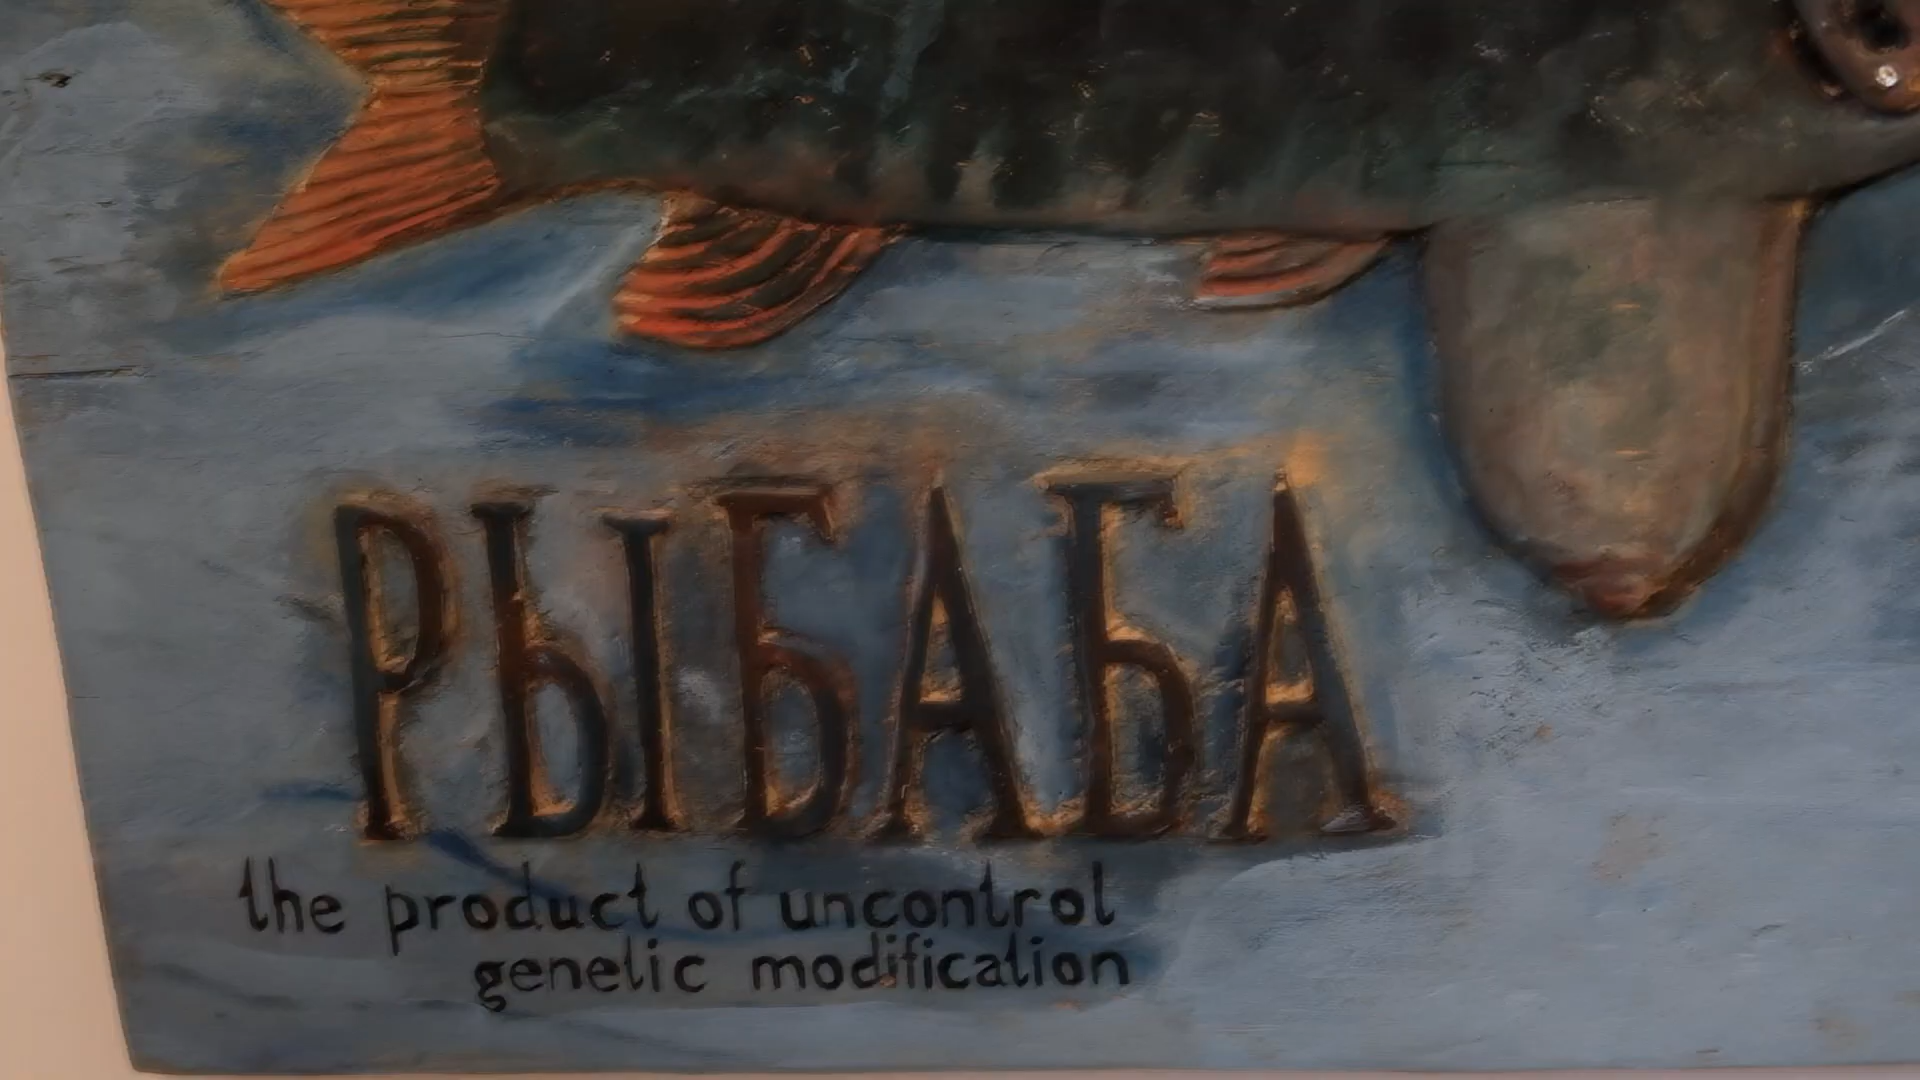 РЫБАБА
the product of uncontrol
genetic modification